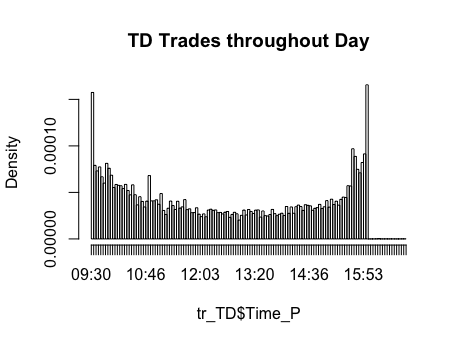 TD Trades throughout Day
Density
0.00010
0.00000
09:30 10:46 12:03 13:20 14:36 15:53
tr_TD$Time_P